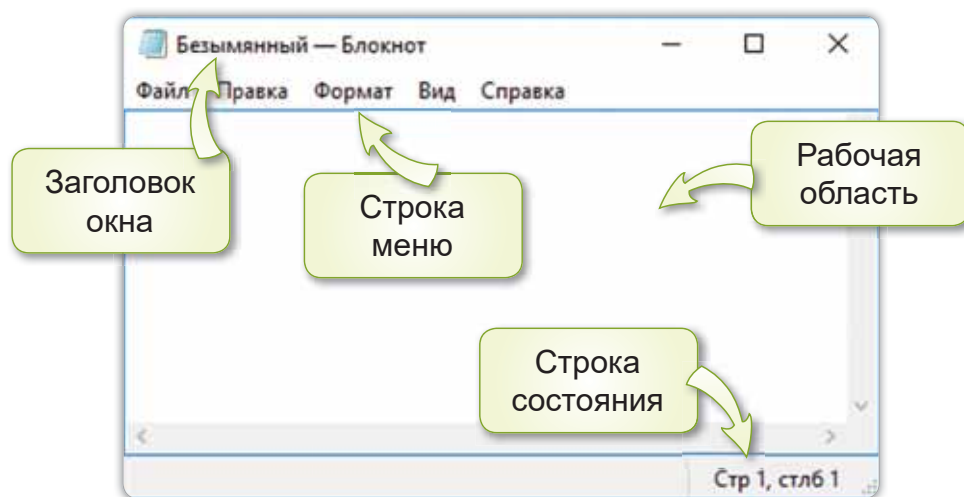 Безымянный — Блокнот
Файл Правка Формат Вид Справка
Заголовок
окна
Строка
меню
Рабочая
область
Строка
состояния
Стр 1, стлб 1